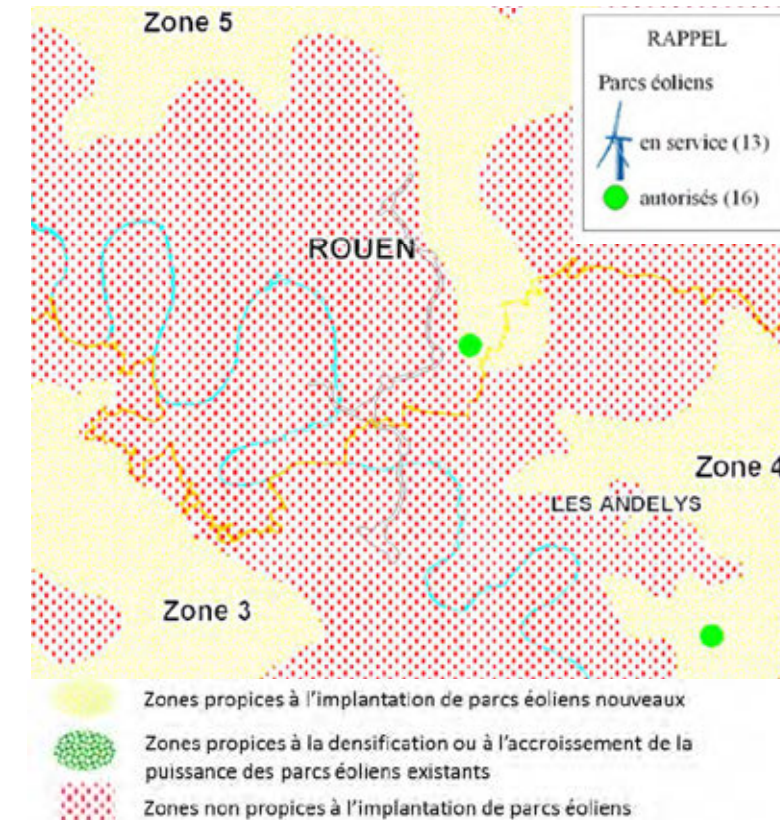 Zone 5
RAPPEL
Parcs éoliens
en service (13)
autorisés (16)
ROUEN
Zone 4
LES ANDELYS
Zone 3
Zones propices à l'implantation de parcs éoliens nouveaux
Zones propices à la densification ou à l'accroissement de la
puissance des parcs éoliens existants
Zones non propices à l'implantation de parcs éoliens